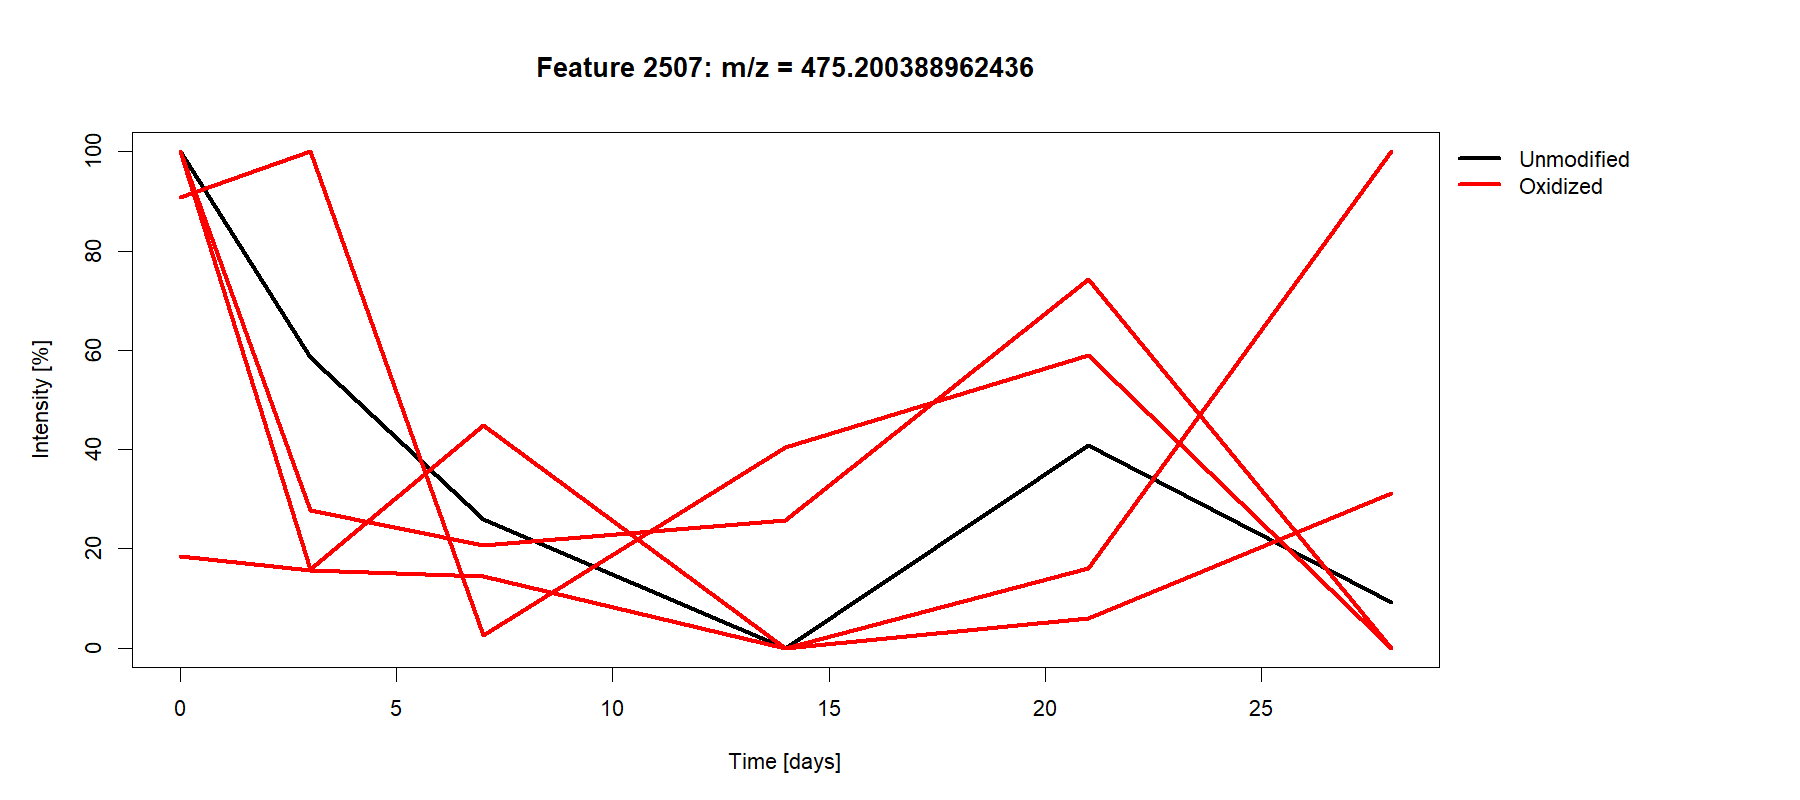 Feature 2507: m/z = 475.200388962436
Unmodified
Oxidized
Intensity [%]
100
80
60
40
20
0
0 5 10 15 20 25
Time [days]